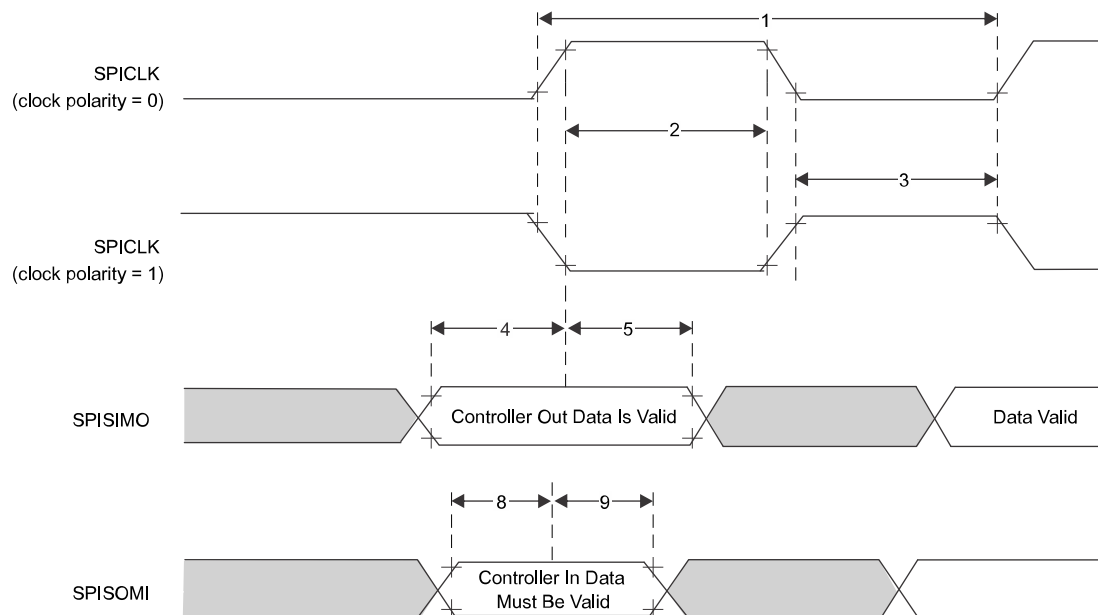 1
SPICLK
(clock polarity = 0)
2
3
SPICLK
(clock polarity = 1)
4
5
SPISIMO
Controller Out Data Is Valid
Data Valid
8
9
SPISOMI
Controller In Data
Must Be Valid